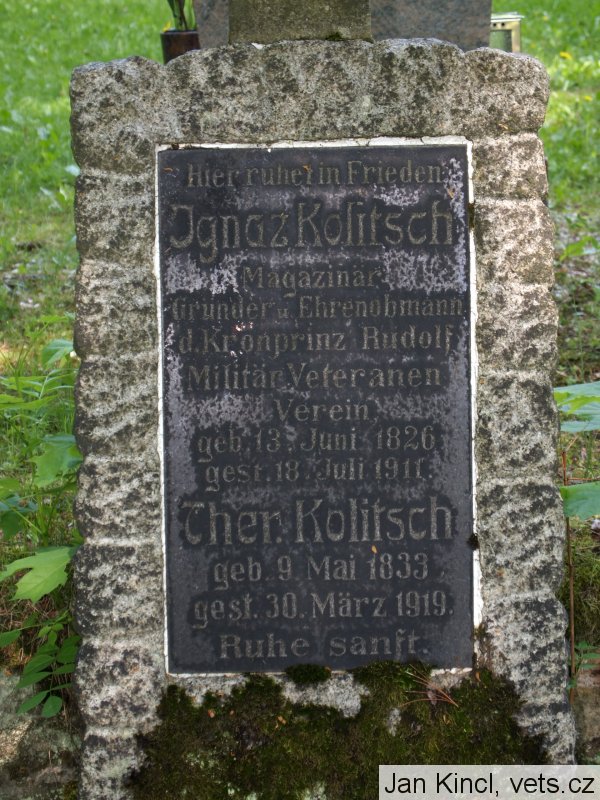 Hier ruhet in Frieden
Ignaz Kolitsch
Magazinär
Gründer u. Ehrenobmann
d. Kronprinz Rudolf
Militär Veteranen
Verein
geb. 13. Juni 1826
gest. 18. Juli 1911.
Ther. Kolitsch
geb. 9. Mai 1833
gest. 30. März 1919.
Ruhe sanft.
Jan Kincl, vets.cz